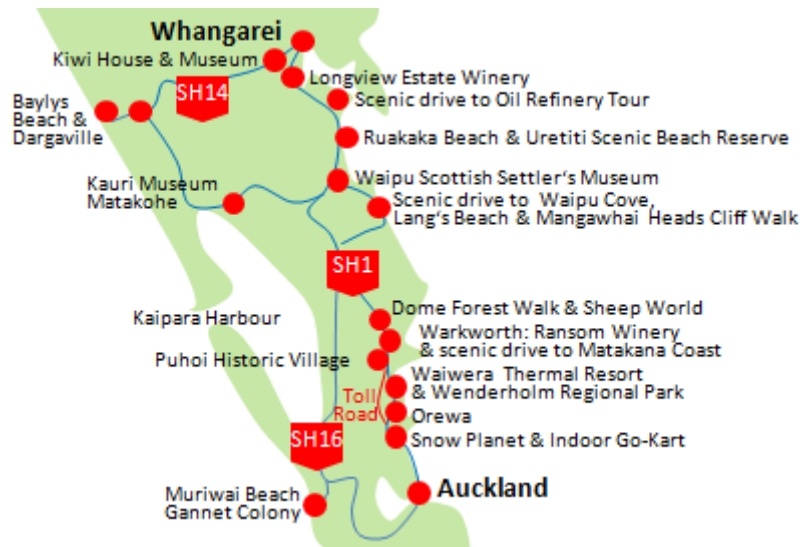 Whangarei
Kiwi House & Museum
Longview Estate Winery
SH14
Scenic drive to Oil Refinery Tour
Baylys
Beach &
Dargaville
Ruakaka Beach & Uretiti Scenic Beach Reserve
Kauri Museum
Matakohe
Waipu Scottish Settler's Museum
Scenic drive to Waipu Cove,
Lang's Beach & Mangawhai Heads Cliff Walk
SH1
Kaipara Harbour
Dome Forest Walk & Sheep World
Warkworth: Ransom Winery
& scenic drive to Matakana Coast
Puhoi Historic Village
Waiwera Thermal Resort
& Wenderholm Regional Park
Toll
Road
Orewa
Snow Planet & Indoor Go-Kart
SH16
Muriwai Beach
Gannet Colony
Auckland